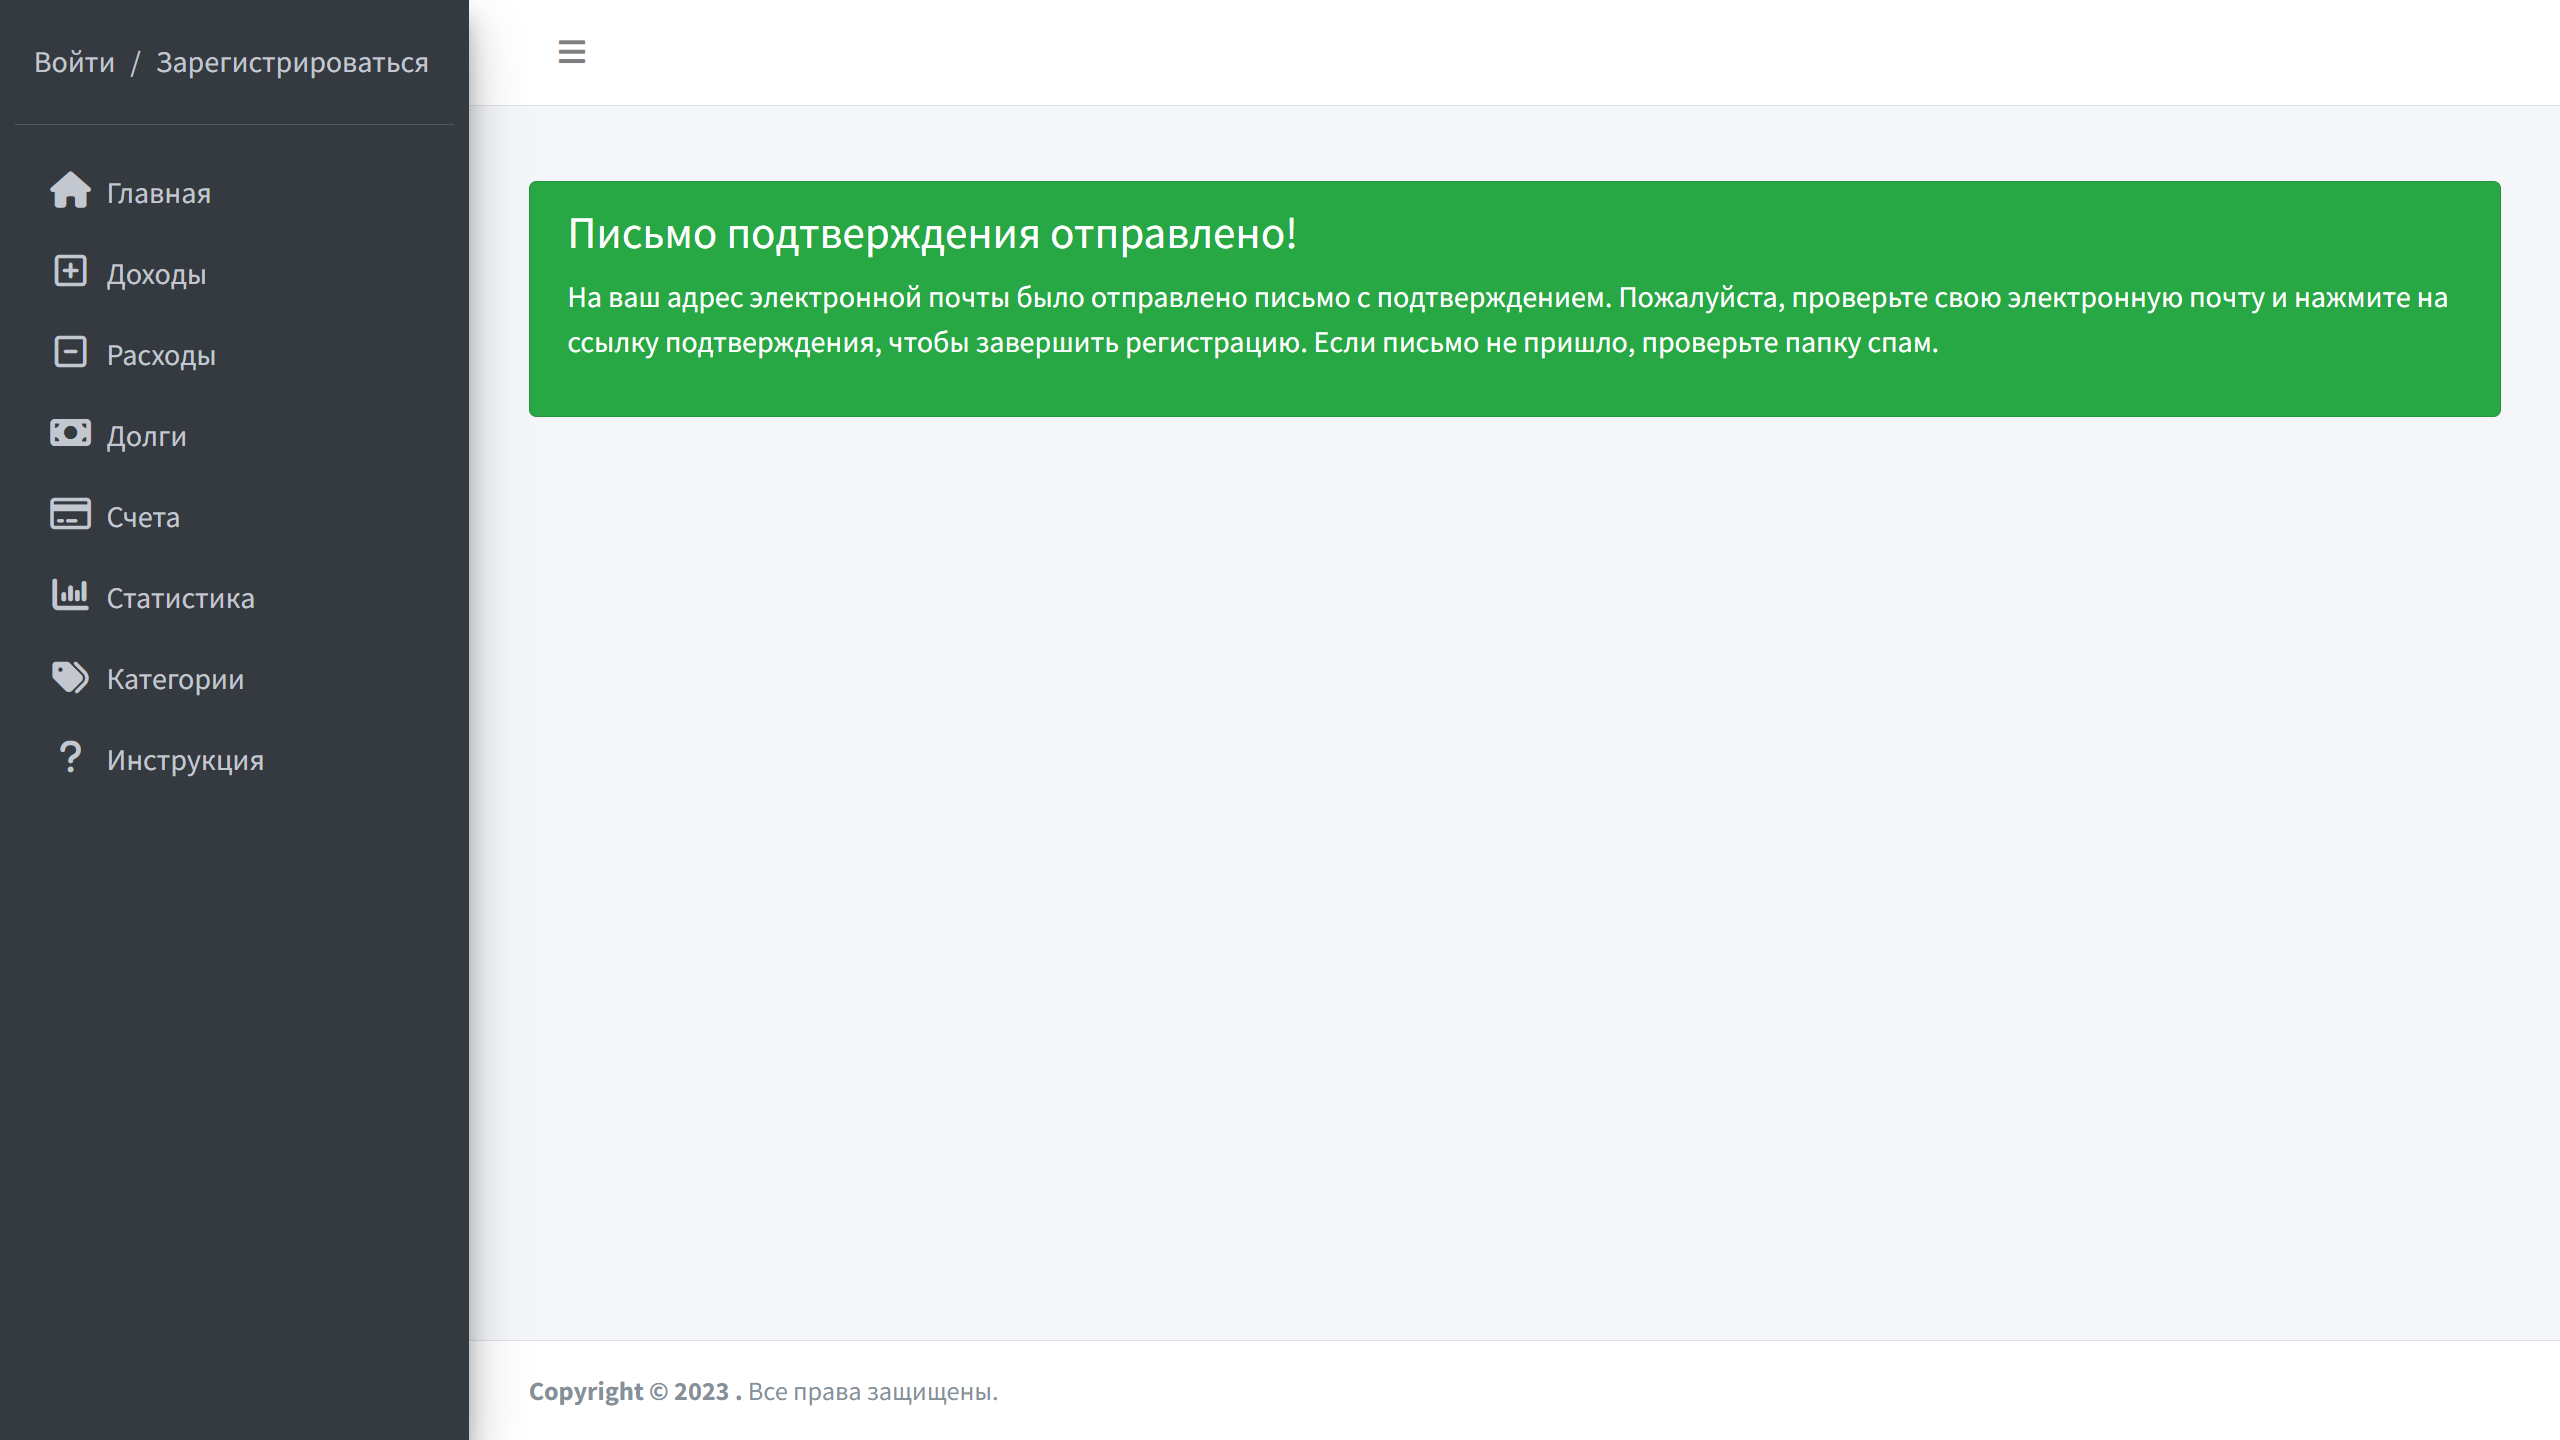 Войти / Зарегистрироваться
Главная
Доходы
Расходы
Долги
Счета
Статистика
Категории
Инструкция
Письмо подтверждения отправлено!
На ваш адрес электронной почты было отправлено письмо с подтверждением. Пожалуйста, проверьте свою электронную почту и нажмите на
ссылку подтверждения, чтобы завершить регистрацию. Если письмо не пришло, проверьте папку спам.
Copyright © 2023 . Все права защищены.